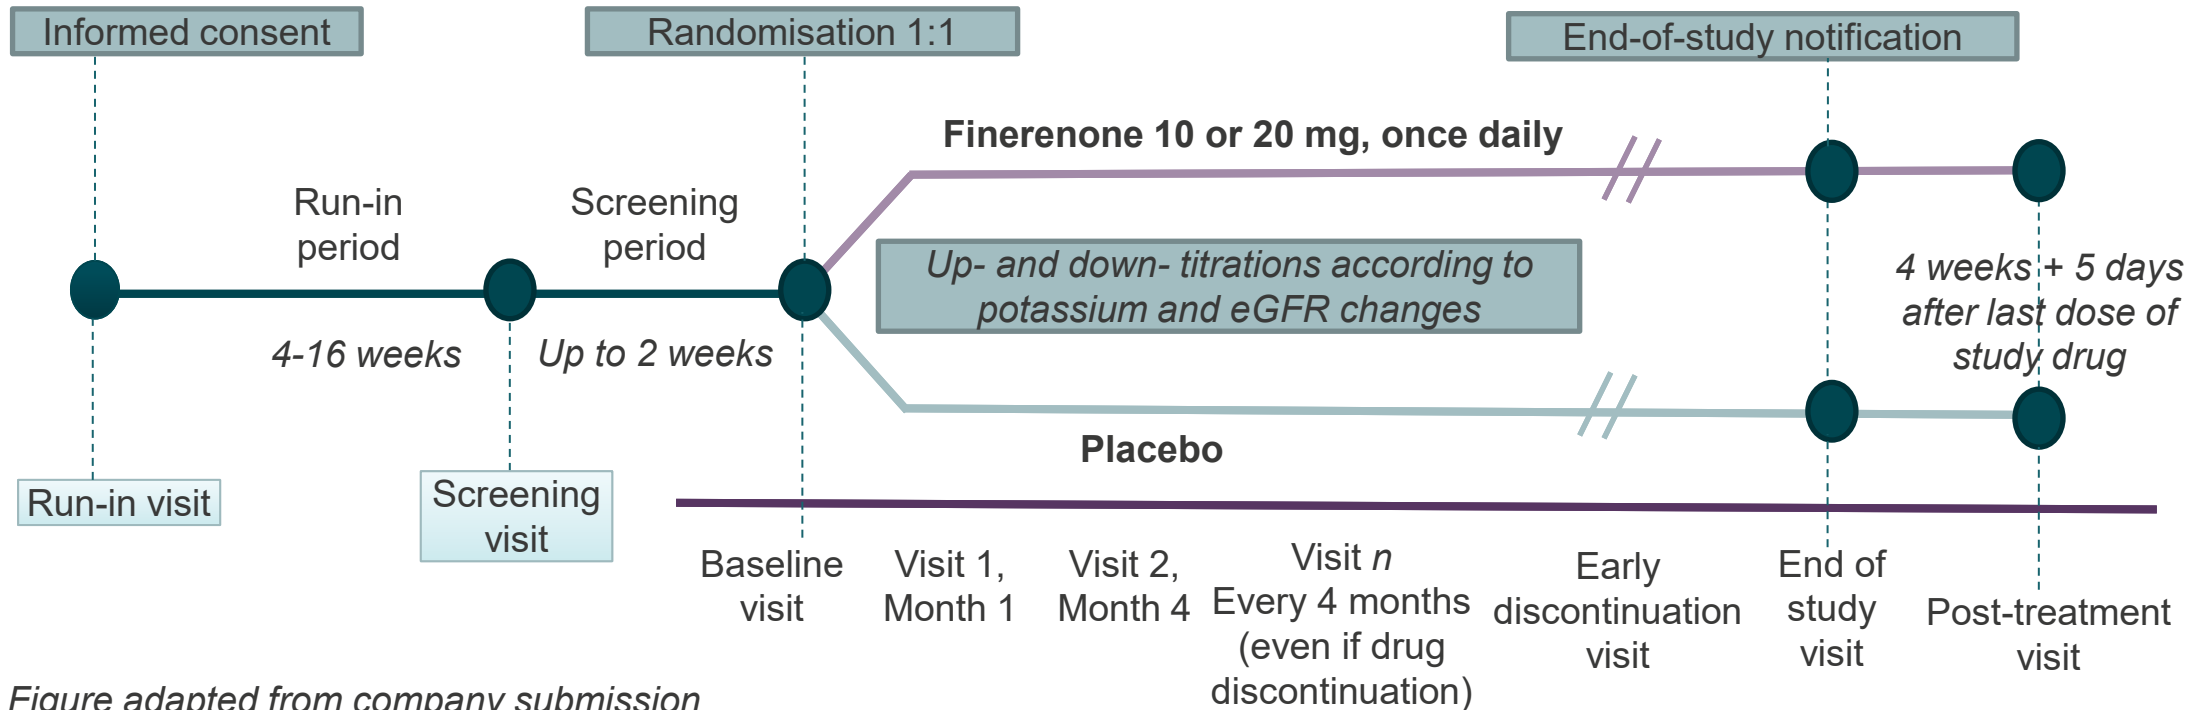 Informed consent
Randomisation 1:1
End-of-study notification
Finerenone 10 or 20 mg, once daily
Run-in
period
Screening
period
Up- and down- titrations according to
potassium and eGFR changes
4 weeks + 5 days
after last dose of
study drug
4-16 weeks
Up to 2 weeks
Placebo
Run-in visit
Screening
visit
Baseline
visit
Visit 1,
Month 1
Visit 2,
Month 4
Visit n
Every 4 months
(even if drug
discontinuation)
Early
discontinuation
visit
End of
study
visit
Post-treatment
visit
Figure adapted from company submission